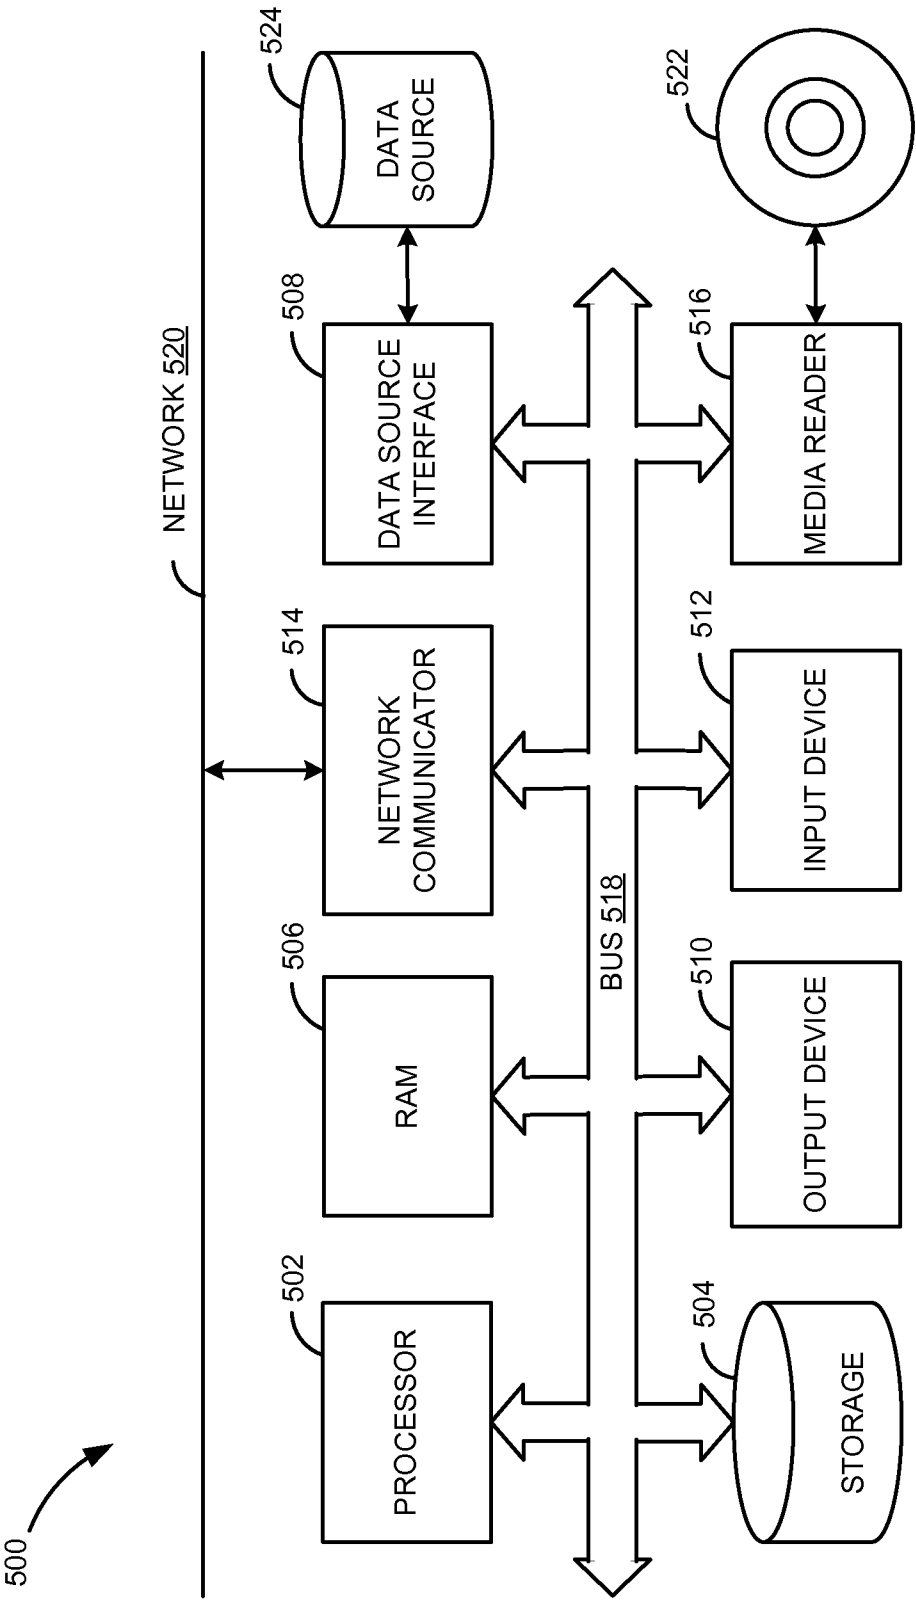 500
NETWORK 520
502
506
514
508
524
PROCESSOR
RAM
NETWORK
COMMUNICATOR
DATA SOURCE
INTERFACE
DATA
SOURCE
BUS 518
504
510
512
516
522
STORAGE
OUTPUT DEVICE
INPUT DEVICE
MEDIA READER